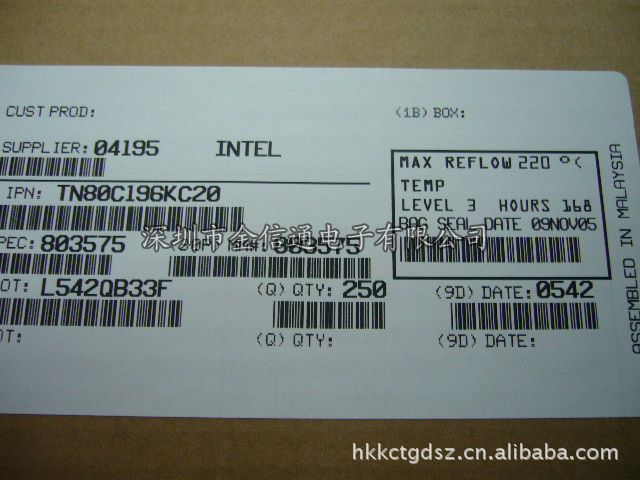 CUST PROD:
(1B) BOX:
SUPPLIER: 04195 INTEL
MAX REFLOW 220 °C
TEMP
IPN: TN80C196KC20
LEVEL 3 HOURS 168
BAG SEAL DATE 09NOV05
深圳市金信通电子有限公司
PEC: 803575
OT: L542QB33F
(Q) QTY: 250
(9D) DATE: 0542
OT:
(Q) QTY:
(9D) DATE:
ASSEMBLED IN MALAYSIA
hkkctgdsz.cn.alibaba.com